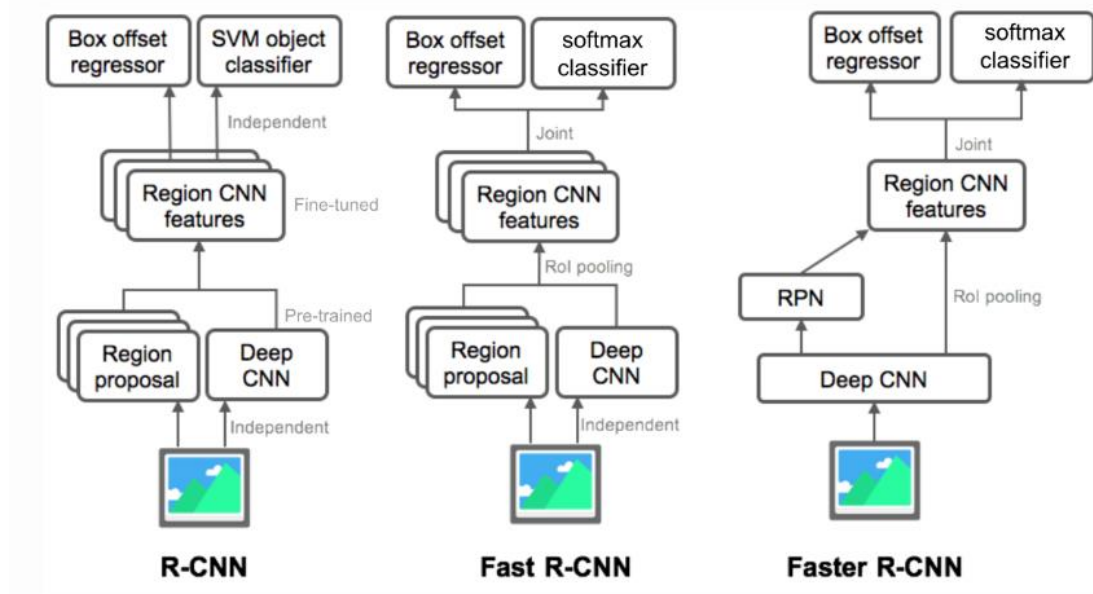 Box offset
regressor
SVM object
classifier
Independent
Region CNN
features
Fine-tuned
Pre-trained
Region
proposal
Deep
CNN
Independent
R-CNN
Box offset
regressor
softmax
classifier
Joint
Region CNN
features
RoI pooling
Region
proposal
Deep
CNN
Independent
Fast R-CNN
Box offset
regressor
softmax
classifier
Joint
Region CNN
features
RPN
RoI pooling
Deep CNN
Faster R-CNN